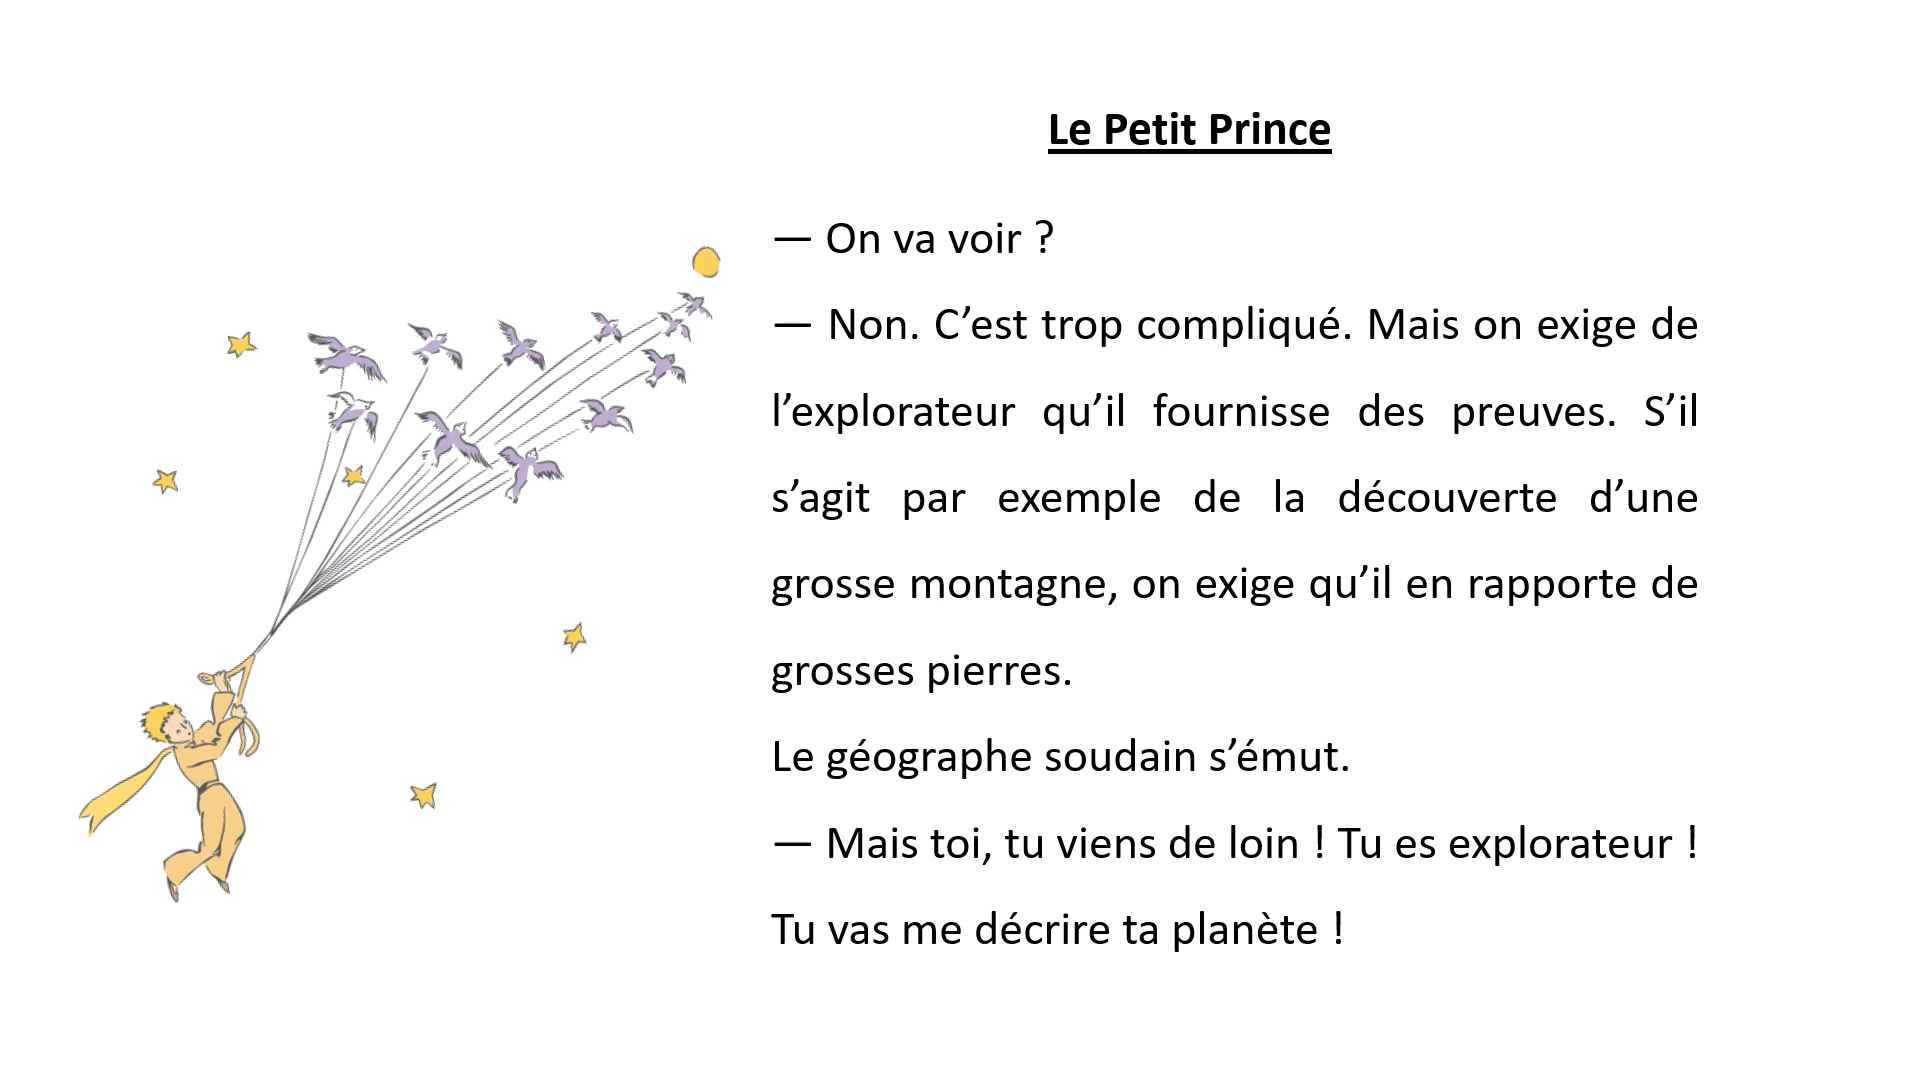 Le Petit Prince
— On va voir ?
— Non. C’est trop compliqué. Mais on exige de
l’explorateur qu’il fournisse des preuves. S’il
s’agit par exemple de la découverte d’une
grosse montagne, on exige qu’il en rapporte de
grosses pierres.
Le géographe soudain s’émut.
— Mais toi, tu viens de loin ! Tu es explorateur !
Tu vas me décrire ta planète !